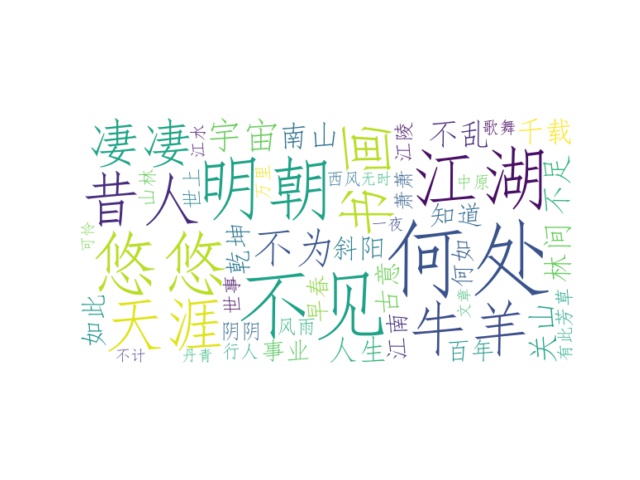 凄凄
江水
宇宙
南山
书画
江陵
不乱
歌舞
千载
昔人
山林
世上
明朝
万里
西风
无时
萧萧
一夜
江湖
中原
不足
知道
可怜
悠悠
乾坤
不为
斜阳
古意
何处
何如
林间
如此
天涯
世事
不见
早春
江南
牛羊
文章
关山
芳草
有此
不计
丹青
阴阴
行人
风雨
事业
人生
百年